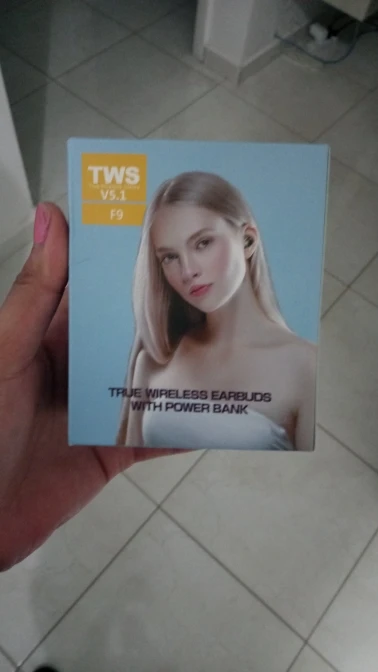 TWS
V5.1
F9
TRUE WIRELESS EARBUDS
WITH POWER BANK